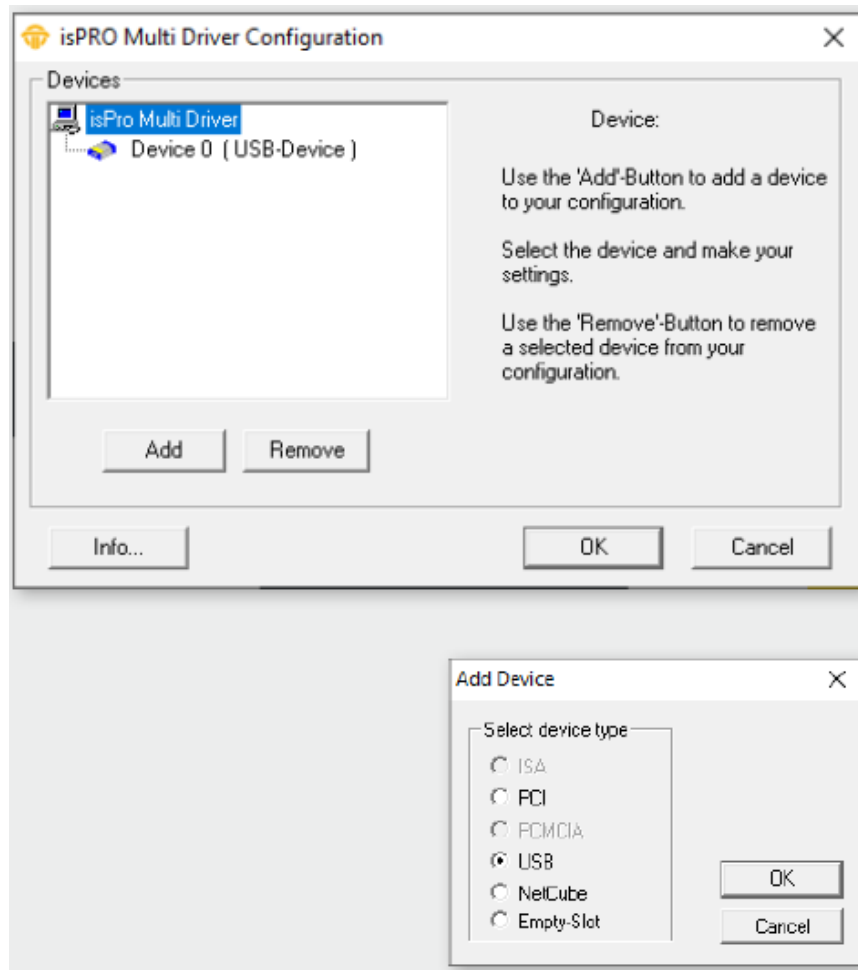 isPRO Multi Driver Configuration
Devices
isPro Multi Driver
Device 0 ( USB-Device )
Device:
Use the 'Add'-Button to add a device
to your configuration.
Select the device and make your
settings.
Use the 'Remove'-Button to remove
a selected device from your
configuration.
Add
Remove
Info...
OK
Cancel
Add Device
Select device type
ISA
PCI
PCMCIA
USB
NetCube
Empty-Slot
OK
Cancel